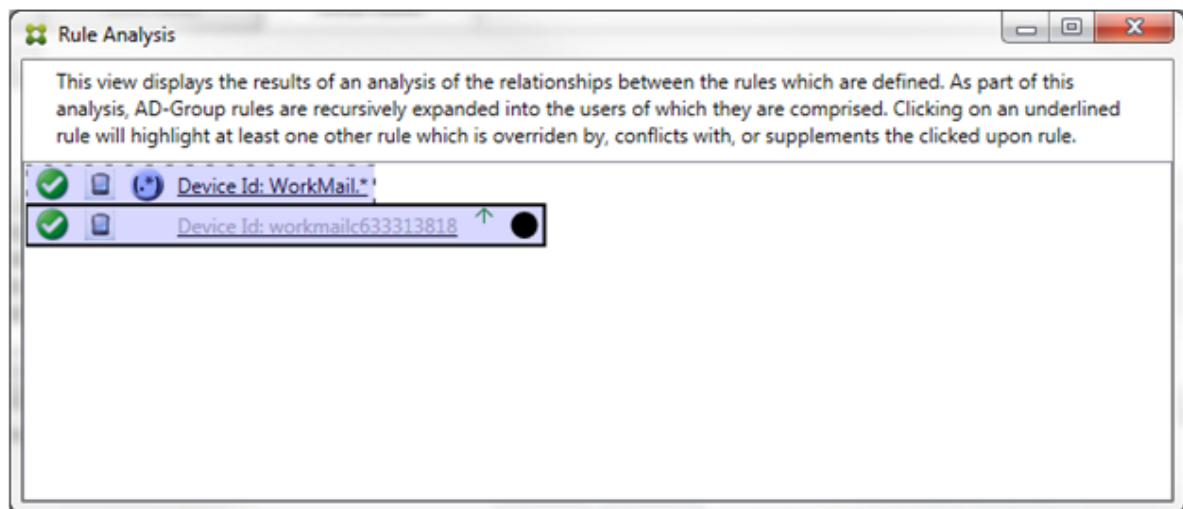 Rule Analysis
This view displays the results of an analysis of the relationships between the rules which are defined. As part of this
analysis, AD-Group rules are recursively expanded into the users of which they are comprised. Clicking on an underlined
rule will highlight at least one other rule which is overriden by, conflicts with, or supplements the clicked upon rule.
(.*) Device Id: WorkMail.*
Device Id: workmailc633313818